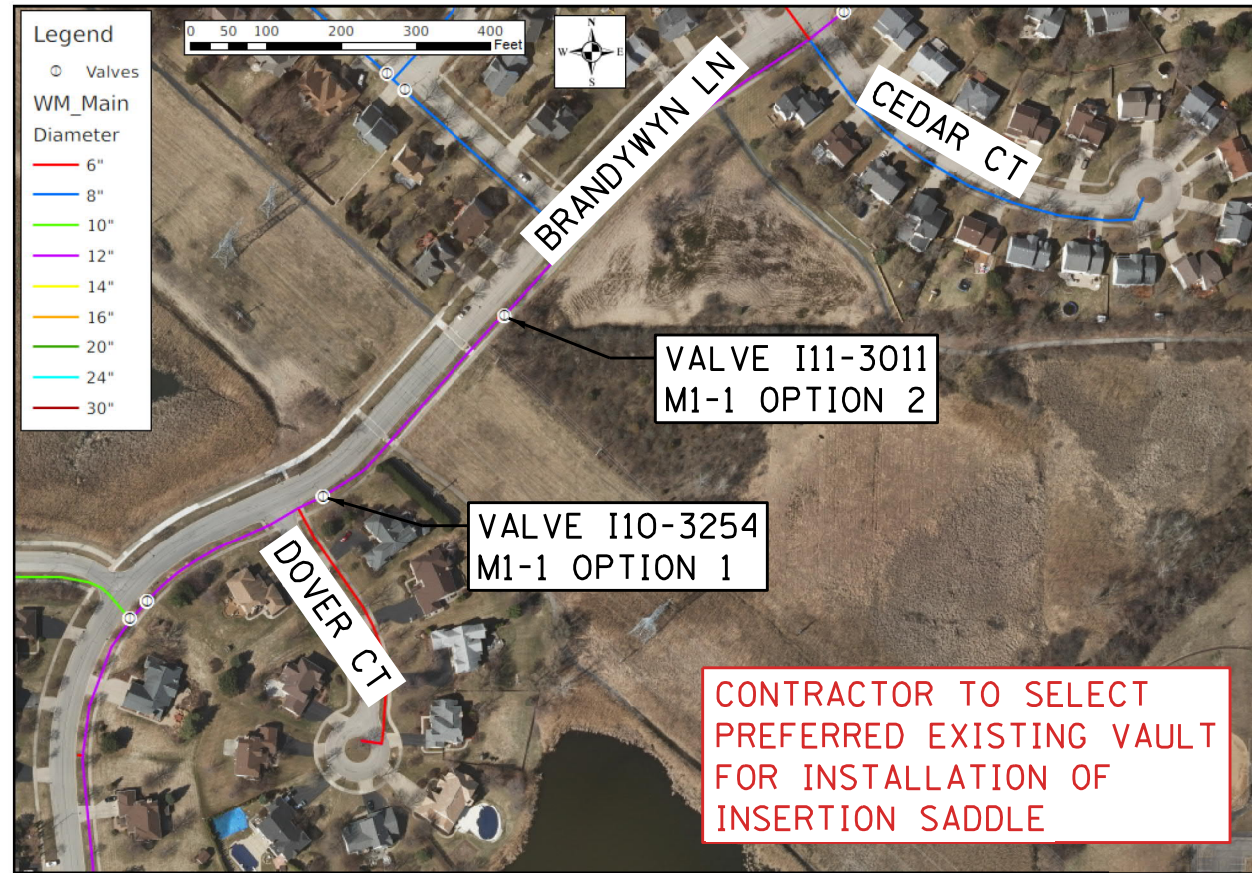 Legend
Valves
WM_Main
Diameter
6"
8"
10"
12"
14"
16"
20"
24"
30"
0 50 100 200 300 400
Feet
N
W E
S
BRANDYWYN LN
CEDAR CT
VALVE I11-3011
M1-1 OPTION 2
VALVE I10-3254
M1-1 OPTION 1
DOVER CT
CONTRACTOR TO SELECT
PREFERRED EXISTING VAULT
FOR INSTALLATION OF
INSERTION SADDLE